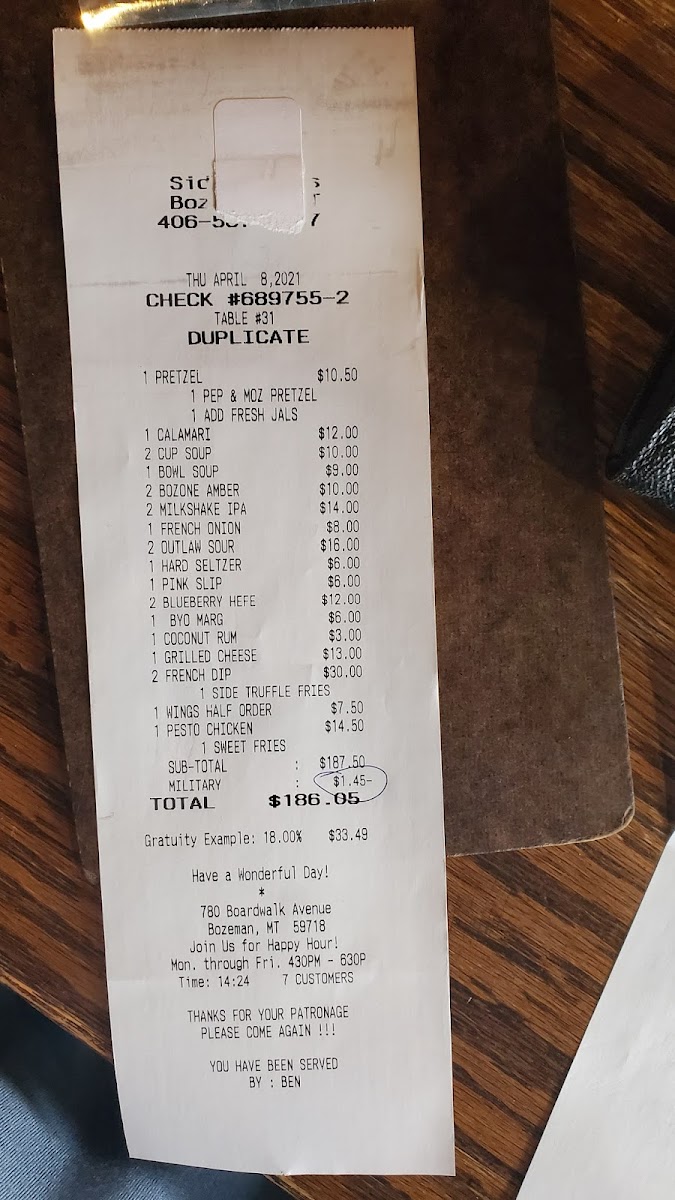 THU APRIL 8,2021
CHECK #689755-2
TABLE #31
DUPLICATE
1 PRETZEL $10.50
1 PEP & MOZ PRETZEL
1 ADD FRESH JALS
1 CALAMARI $12.00
2 CUP SOUP $10.00
1 BOWL SOUP $9.00
2 BOZONE AMBER $10.00
2 MILKSHAKE IPA $14.00
1 FRENCH ONION $8.00
2 OUTLAW SOUR $16.00
1 HARD SELTZER $6.00
1 PINK SLIP $6.00
2 BLUEBERRY HEFE $12.00
1 BYO MARG $6.00
1 COCONUT RUM $3.00
1 GRILLED CHEESE $13.00
2 FRENCH DIP $30.00
1 SIDE TRUFFLE FRIES
1 WINGS HALF ORDER $7.50
1 PESTO CHICKEN $14.50
1 SWEET FRIES
SUB-TOTAL : $187.50
MILITARY : $1.45-
TOTAL $186.05
Gratuity Example: 18.00% $33.49
Have a Wonderful Day!
*
780 Boardwalk Avenue
Bozeman, MT 59718
Join Us for Happy Hour!
Mon. through Fri. 430PM - 630P
Time: 14:24 7 CUSTOMERS
THANKS FOR YOUR PATRONAGE
PLEASE COME AGAIN !!!
YOU HAVE BEEN SERVED
BY : BEN